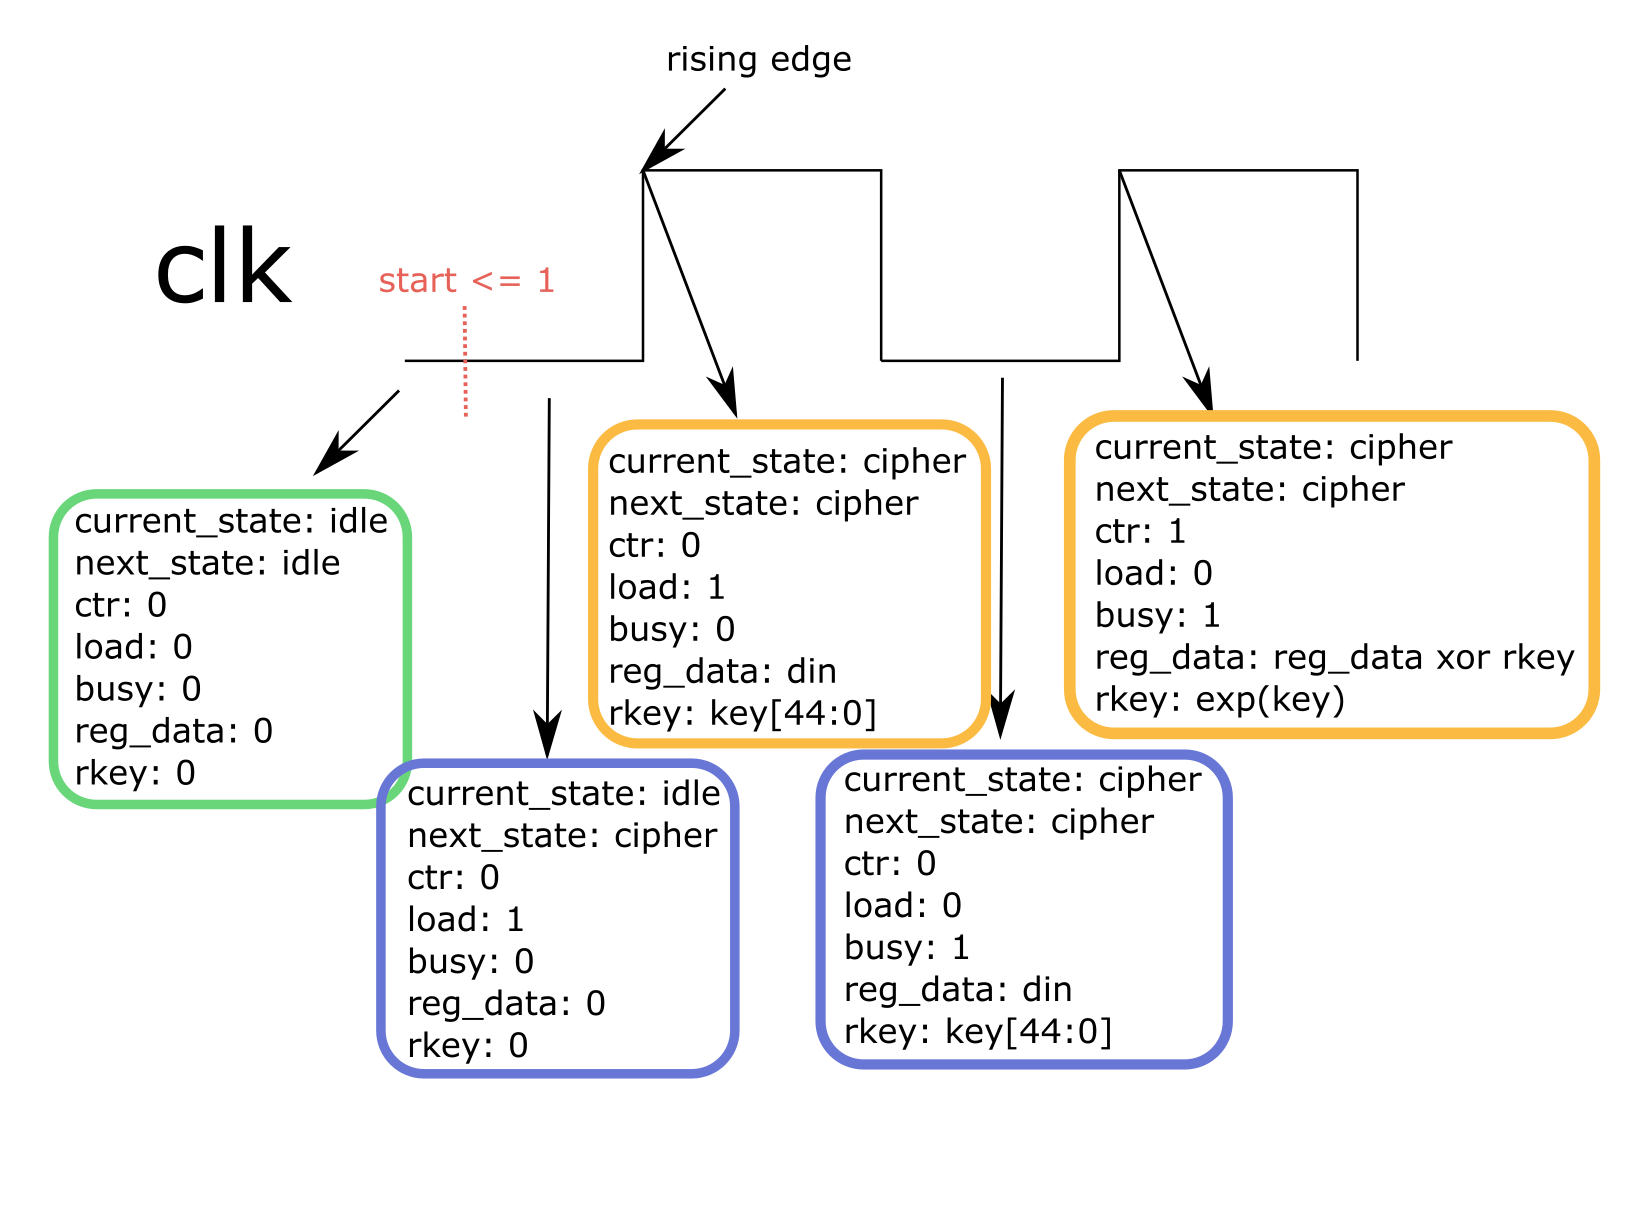 rising edge
clk
start <= 1
current_state: idle
next_state: idle
ctr: 0
load: 0
busy: 0
reg_data: 0
rkey: 0
current_state: idle
next_state: cipher
ctr: 0
load: 1
busy: 0
reg_data: 0
rkey: 0
current_state: cipher
next_state: cipher
ctr: 0
load: 1
busy: 0
reg_data: din
rkey: key[44:0]
current_state: cipher
next_state: cipher
ctr: 0
load: 0
busy: 1
reg_data: din
rkey: key[44:0]
current_state: cipher
next_state: cipher
ctr: 1
load: 0
busy: 1
reg_data: reg_data xor rkey
rkey: exp(key)